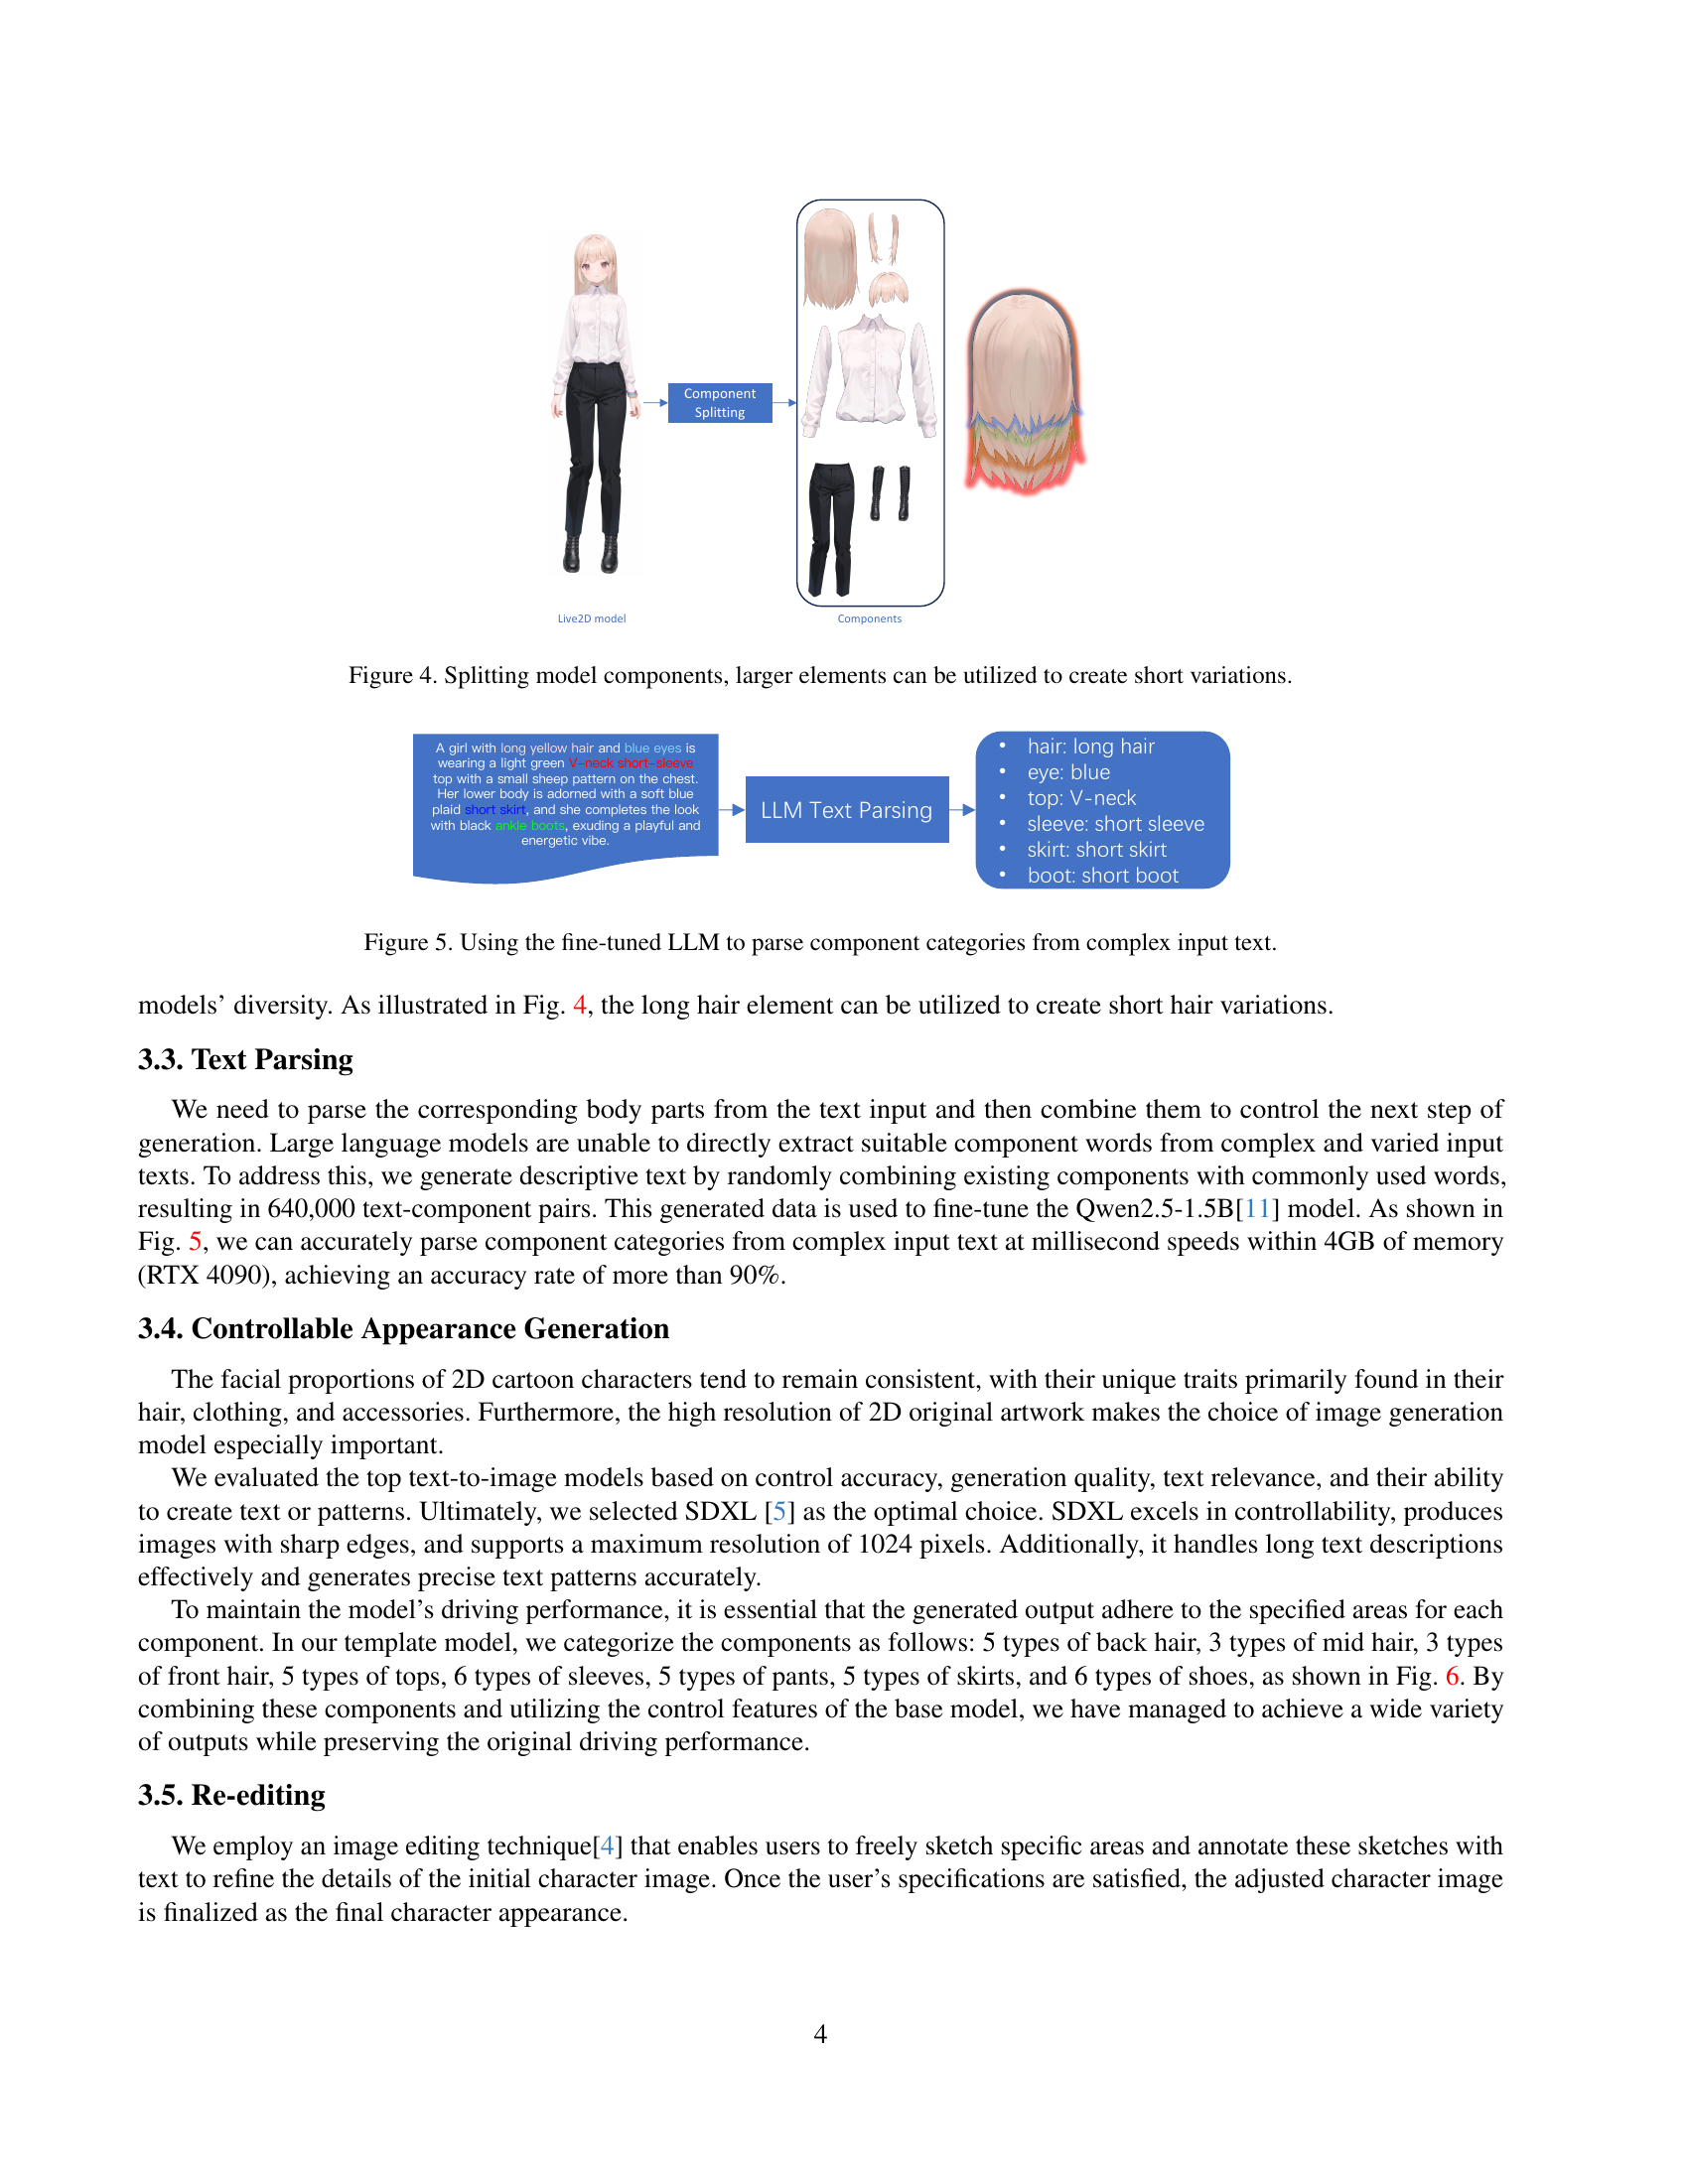 Component
Splitting
Live2D model
Components
Figure 4. Splitting model components, larger elements can be utilized to create short variations.
A girl with long yellow hair and blue eyes is
wearing a light green V-neck short-sleeve
top with a small sheep pattern on the chest.
Her lower body is adorned with a soft blue
plaid short skirt, and she completes the look
with black ankle boots, exuding a playful and
energetic vibe.
LLM Text Parsing
• hair: long hair
• eye: blue
• top: V-neck
• sleeve: short sleeve
• skirt: short skirt
• boot: short boot
Figure 5. Using the fine-tuned LLM to parse component categories from complex input text.
models’ diversity. As illustrated in Fig. 4, the long hair element can be utilized to create short hair variations.
3.3. Text Parsing
We need to parse the corresponding body parts from the text input and then combine them to control the next step of
generation. Large language models are unable to directly extract suitable component words from complex and varied input
texts. To address this, we generate descriptive text by randomly combining existing components with commonly used words,
resulting in 640,000 text-component pairs. This generated data is used to fine-tune the Qwen2.5-1.5B[11] model. As shown in
Fig. 5, we can accurately parse component categories from complex input text at millisecond speeds within 4GB of memory
(RTX 4090), achieving an accuracy rate of more than 90%.
3.4. Controllable Appearance Generation
The facial proportions of 2D cartoon characters tend to remain consistent, with their unique traits primarily found in their
hair, clothing, and accessories. Furthermore, the high resolution of 2D original artwork makes the choice of image generation
model especially important.
We evaluated the top text-to-image models based on control accuracy, generation quality, text relevance, and their ability
to create text or patterns. Ultimately, we selected SDXL [5] as the optimal choice. SDXL excels in controllability, produces
images with sharp edges, and supports a maximum resolution of 1024 pixels. Additionally, it handles long text descriptions
effectively and generates precise text patterns accurately.
To maintain the model’s driving performance, it is essential that the generated output adhere to the specified areas for each
component. In our template model, we categorize the components as follows: 5 types of back hair, 3 types of mid hair, 3 types
of front hair, 5 types of tops, 6 types of sleeves, 5 types of pants, 5 types of skirts, and 6 types of shoes, as shown in Fig. 6. By
combining these components and utilizing the control features of the base model, we have managed to achieve a wide variety
of outputs while preserving the original driving performance.
3.5. Re-editing
We employ an image editing technique[4] that enables users to freely sketch specific areas and annotate these sketches with
text to refine the details of the initial character image. Once the user’s specifications are satisfied, the adjusted character image
is finalized as the final character appearance.
4